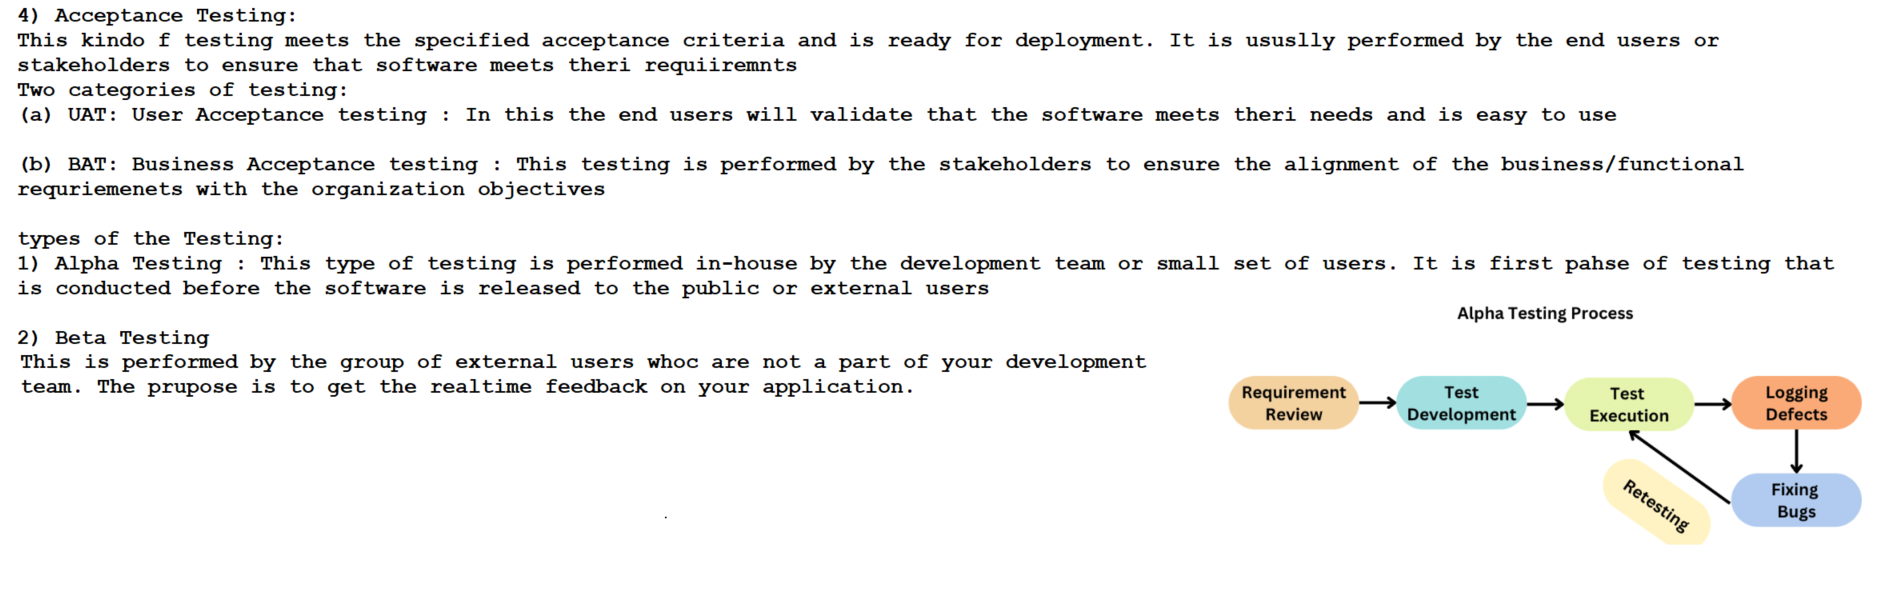 4) Acceptance Testing:
This kindo f testing meets the specified acceptance criteria and is ready for deployment. It is ususlly performed by the end users or
stakeholders to ensure that software meets theri requiiremnts
Two categories of testing:
(a) UAT: User Acceptance testing : In this the end users will validate that the software meets theri needs and is easy to use
(b) BAT: Business Acceptance testing : This testing is performed by the stakeholders to ensure the alignment of the business/functional
requriemenets with the organization objectives
types of the Testing:
1) Alpha Testing : This type of testing is performed in-house by the development team or small set of users. It is first pahse of testing that
is conducted before the software is released to the public or external users
2) Beta Testing
This is performed by the group of external users whoc are not a part of your development
team. The prupose is to get the realtime feedback on your application.
Alpha Testing Process
Requirement
Review
Test
Development
Test
Execution
Logging
Defects
Fixing
Bugs
Retesting